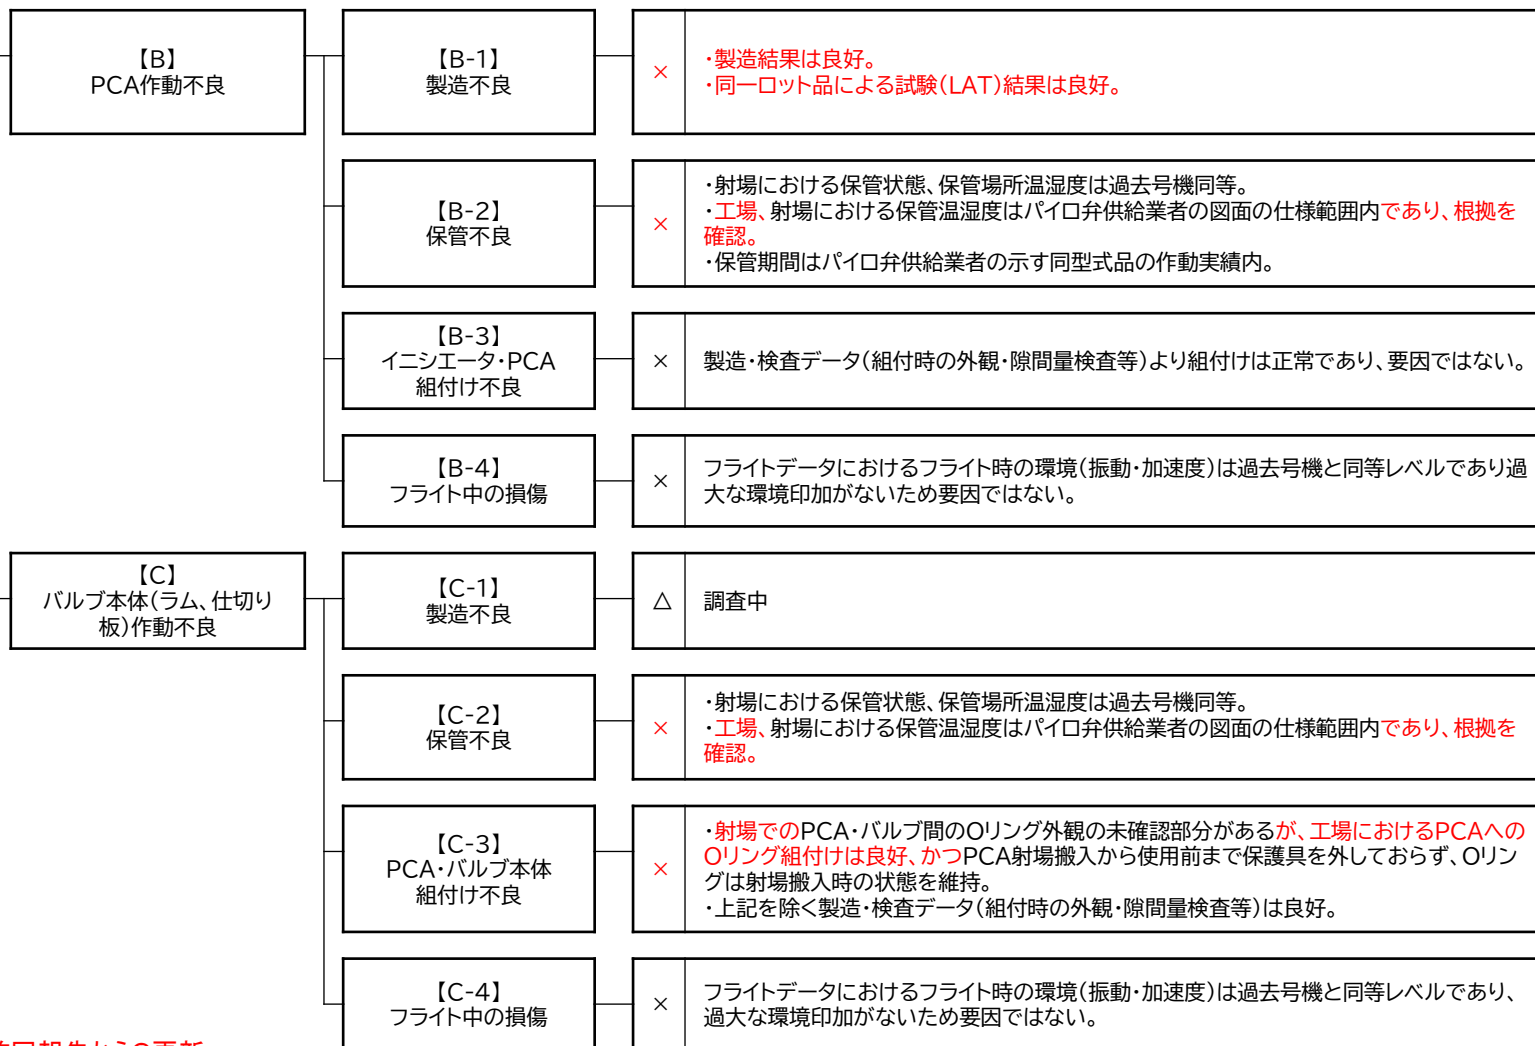 【B】
PCA作動不良
【B-1】
製造不良
×
・製造結果は良好。
・同一ロット品による試験(LAT)結果は良好。
【B-2】
保管不良
×
・射場における保管状態、保管場所温湿度は過去号機同等。
・工場、射場における保管温湿度はパイロ弁供給業者の図面の仕様範囲内であり、根拠を
確認。
・保管期間はパイロ弁供給業者の示す同型式品の作動実績内。
【B-3】
イニシエータ・PCA
組付け不良
×
製造・検査データ(組付時の外観・隙間量検査等)より組付けは正常であり、要因ではない。
【B-4】
フライト中の損傷
×
フライトデータにおけるフライト時の環境(振動・加速度)は過去号機と同等レベルであり過
大な環境印加がないため要因ではない。
【C】
バルブ本体(ラム、仕切り
板)作動不良
【C-1】
製造不良
△
調査中
【C-2】
保管不良
×
・射場における保管状態、保管場所温湿度は過去号機同等。
・工場、射場における保管温湿度はパイロ弁供給業者の図面の仕様範囲内であり、根拠を
確認。
【C-3】
PCA・バルブ本体
組付け不良
×
・射場でのPCA・バルブ間のOリング外観の未確認部分があるが、工場におけるPCAへの
Oリング組付けは良好、かつPCA射場搬入から使用前まで保護具を外しておらず、Oリン
グは射場搬入時の状態を維持。
・上記を除く製造・検査データ(組付時の外観・隙間量検査等)は良好。
【C-4】
フライト中の損傷
×
フライトデータにおけるフライト時の環境(振動・加速度)は過去号機と同等レベルであり、
過大な環境印加がないため要因ではない。